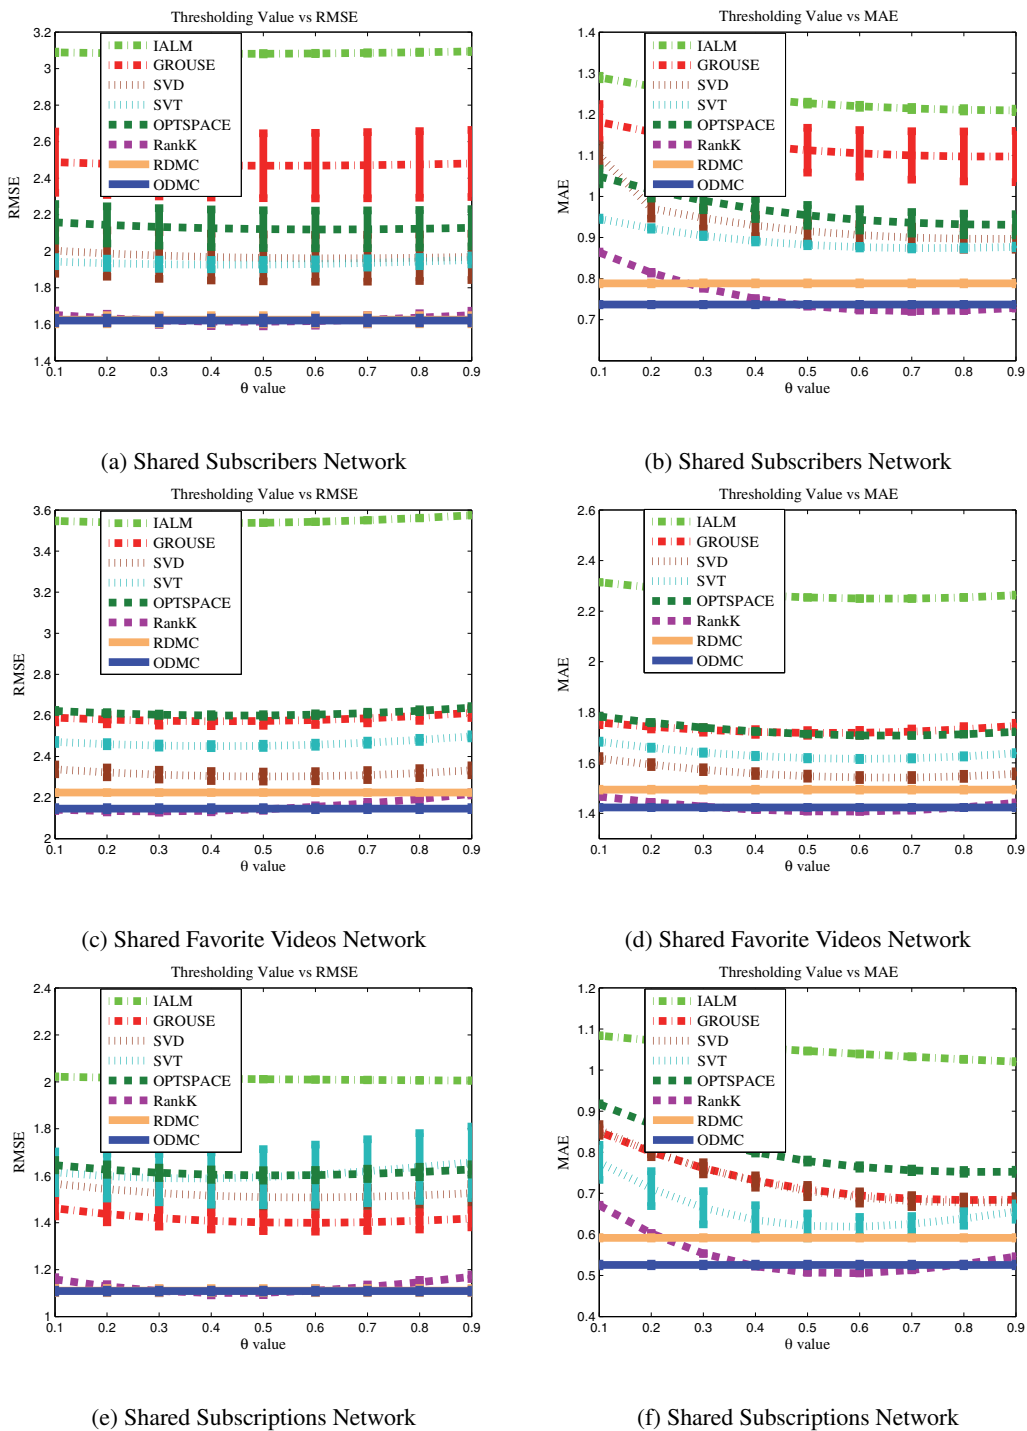 Thresholding Value vs RMSE
3.2
3
2.8
2.6
2.4
2.2
2
1.8
1.6
1.4
RMSE
IALM
GROUSE
SVD
SVT
OPTSPACE
RankK
RDMC
ODMC
0.1 0.2 0.3 0.4 0.5 0.6 0.7 0.8 0.9
θ value
(a) Shared Subscribers Network
Thresholding Value vs MAE
1.4
1.3
1.2
1.1
1
0.9
0.8
0.7
MAE
IALM
GROUSE
SVD
SVT
OPTSPACE
RankK
RDMC
ODMC
0.1 0.2 0.3 0.4 0.5 0.6 0.7 0.8 0.9
θ value
(b) Shared Subscribers Network
Thresholding Value vs RMSE
3.6
3.4
3.2
3
2.8
2.6
2.4
2.2
2
RMSE
IALM
GROUSE
SVD
SVT
OPTSPACE
RankK
RDMC
ODMC
0.1 0.2 0.3 0.4 0.5 0.6 0.7 0.8 0.9
θ value
(c) Shared Favorite Videos Network
Thresholding Value vs MAE
2.6
2.4
2.2
2
1.8
1.6
1.4
MAE
IALM
GROUSE
SVD
SVT
OPTSPACE
RankK
RDMC
ODMC
0.1 0.2 0.3 0.4 0.5 0.6 0.7 0.8 0.9
θ value
(d) Shared Favorite Videos Network
Thresholding Value vs RMSE
2.4
2.2
2
1.8
1.6
1.4
1.2
1
RMSE
IALM
GROUSE
SVD
SVT
OPTSPACE
RankK
RDMC
ODMC
0.1 0.2 0.3 0.4 0.5 0.6 0.7 0.8 0.9
θ value
(e) Shared Subscriptions Network
Thresholding Value vs MAE
1.2
1.1
1
0.9
0.8
0.7
0.6
0.5
0.4
MAE
IALM
GROUSE
SVD
SVT
OPTSPACE
RankK
RDMC
ODMC
0.1 0.2 0.3 0.4 0.5 0.6 0.7 0.8 0.9
θ value
(f) Shared Subscriptions Network